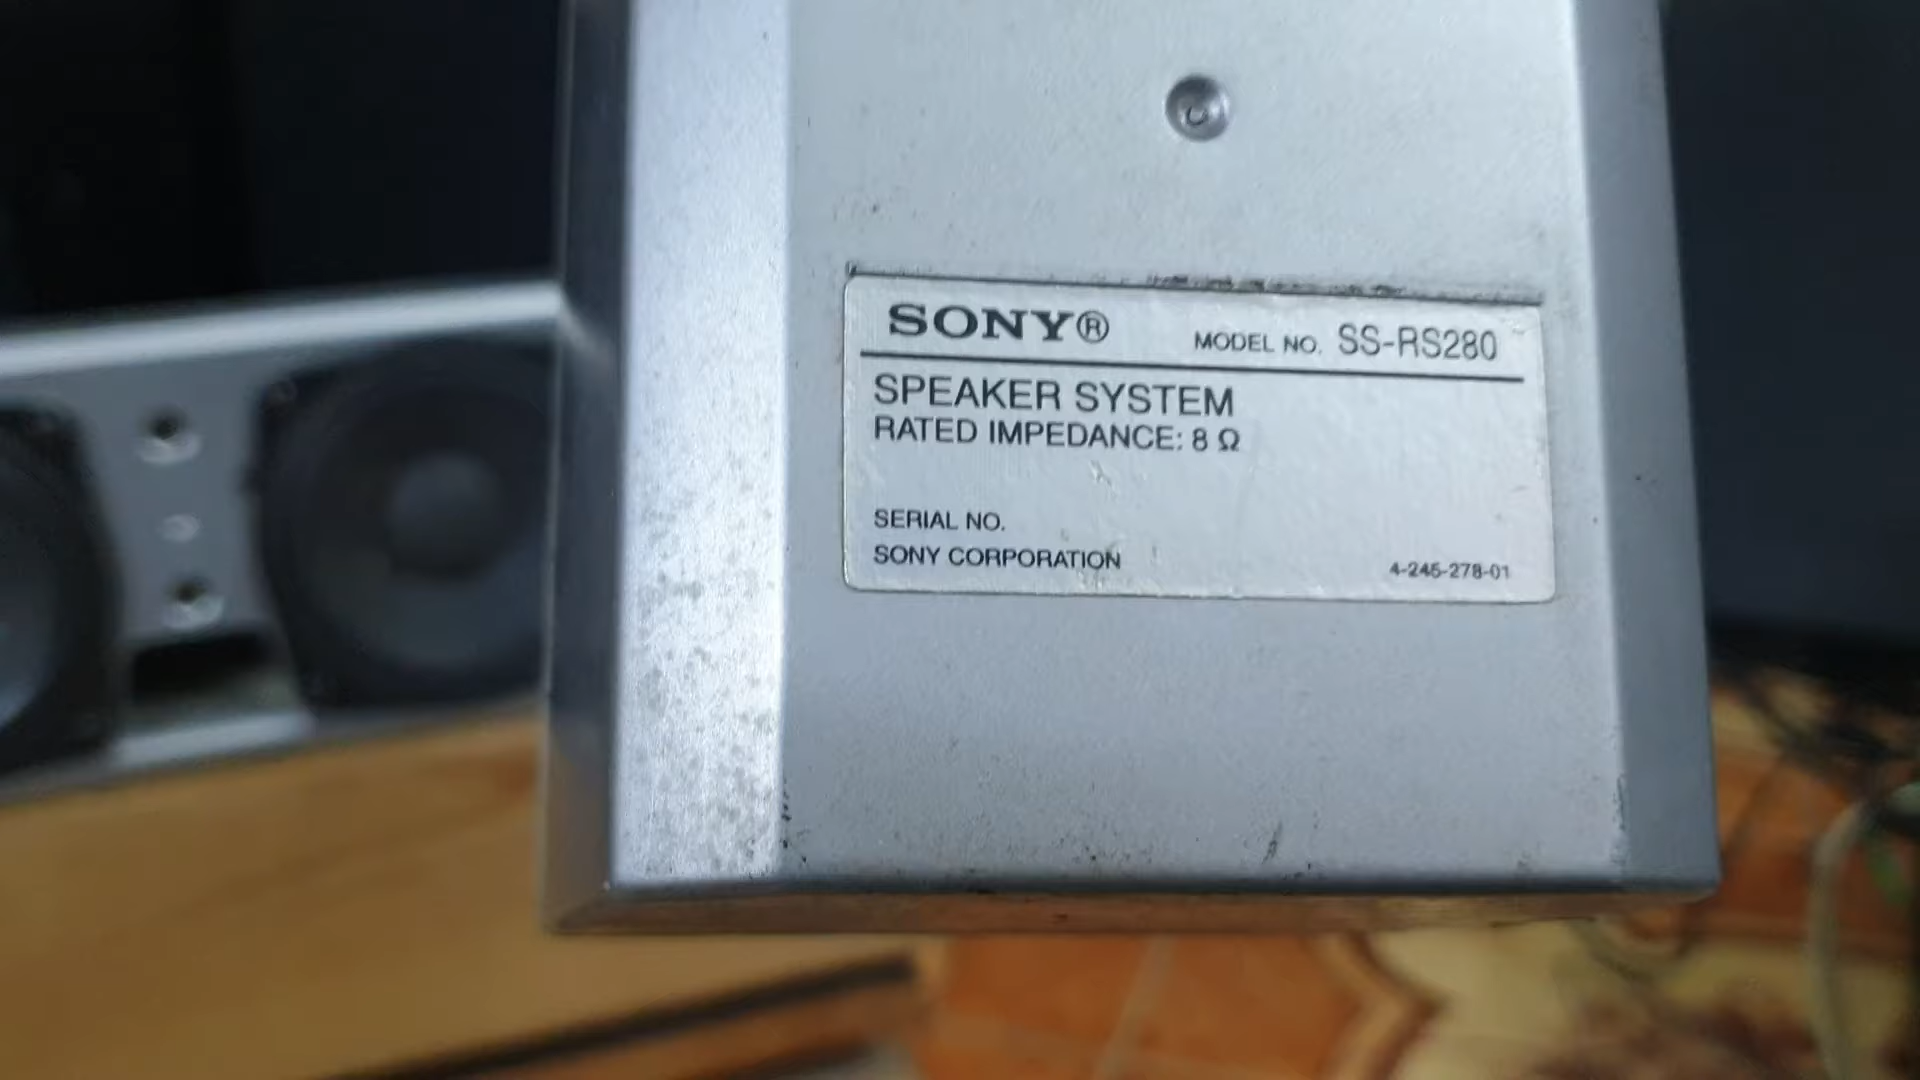 SONY®
MODEL NO. SS-RS280
SPEAKER SYSTEM
RATED IMPEDANCE: 8 Ω
SERIAL NO.
SONY CORPORATION
4-245-278-01